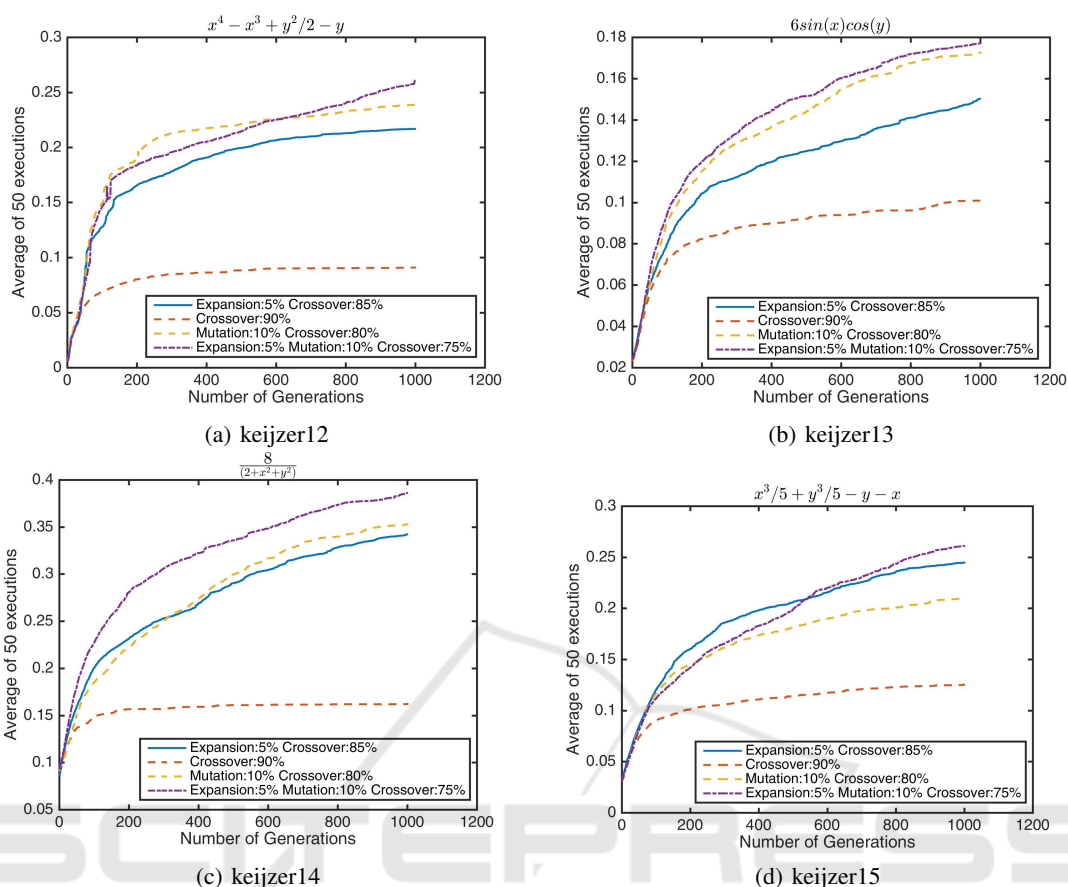 x^4 − x^3 + y^2/2 − y
0.3
0.25
0.2
0.15
0.1
0.05
0
Average of 50 executions
Expansion:5% Crossover:85%
Crossover:90%
Mutation:10% Crossover:80%
Expansion:5% Mutation:10% Crossover:75%
0 200 400 600 800 1000 1200
Number of Generations
(a) keijzer12
6sin(x)cos(y)
0.18
0.16
0.14
0.12
0.1
0.08
0.06
0.04
0.02
Average of 50 executions
Expansion:5% Crossover:85%
Crossover:90%
Mutation:10% Crossover:80%
Expansion:5% Mutation:10% Crossover:75%
0 200 400 600 800 1000 1200
Number of Generations
(b) keijzer13
8
(2+x^2+y^2)
0.4
0.35
0.3
0.25
0.2
0.15
0.1
0.05
Average of 50 executions
Expansion:5% Crossover:85%
Crossover:90%
Mutation:10% Crossover:80%
Expansion:5% Mutation:10% Crossover:75%
0 200 400 600 800 1000 1200
Number of Generations
(c) keijzer14
x^3/5 + y^3/5 − y − x
0.3
0.25
0.2
0.15
0.1
0.05
0
Average of 50 executions
Expansion:5% Crossover:85%
Crossover:90%
Mutation:10% Crossover:80%
Expansion:5% Mutation:10% Crossover:75%
0 200 400 600 800 1000 1200
Number of Generations
(d) keijzer15
SCITEPRESS